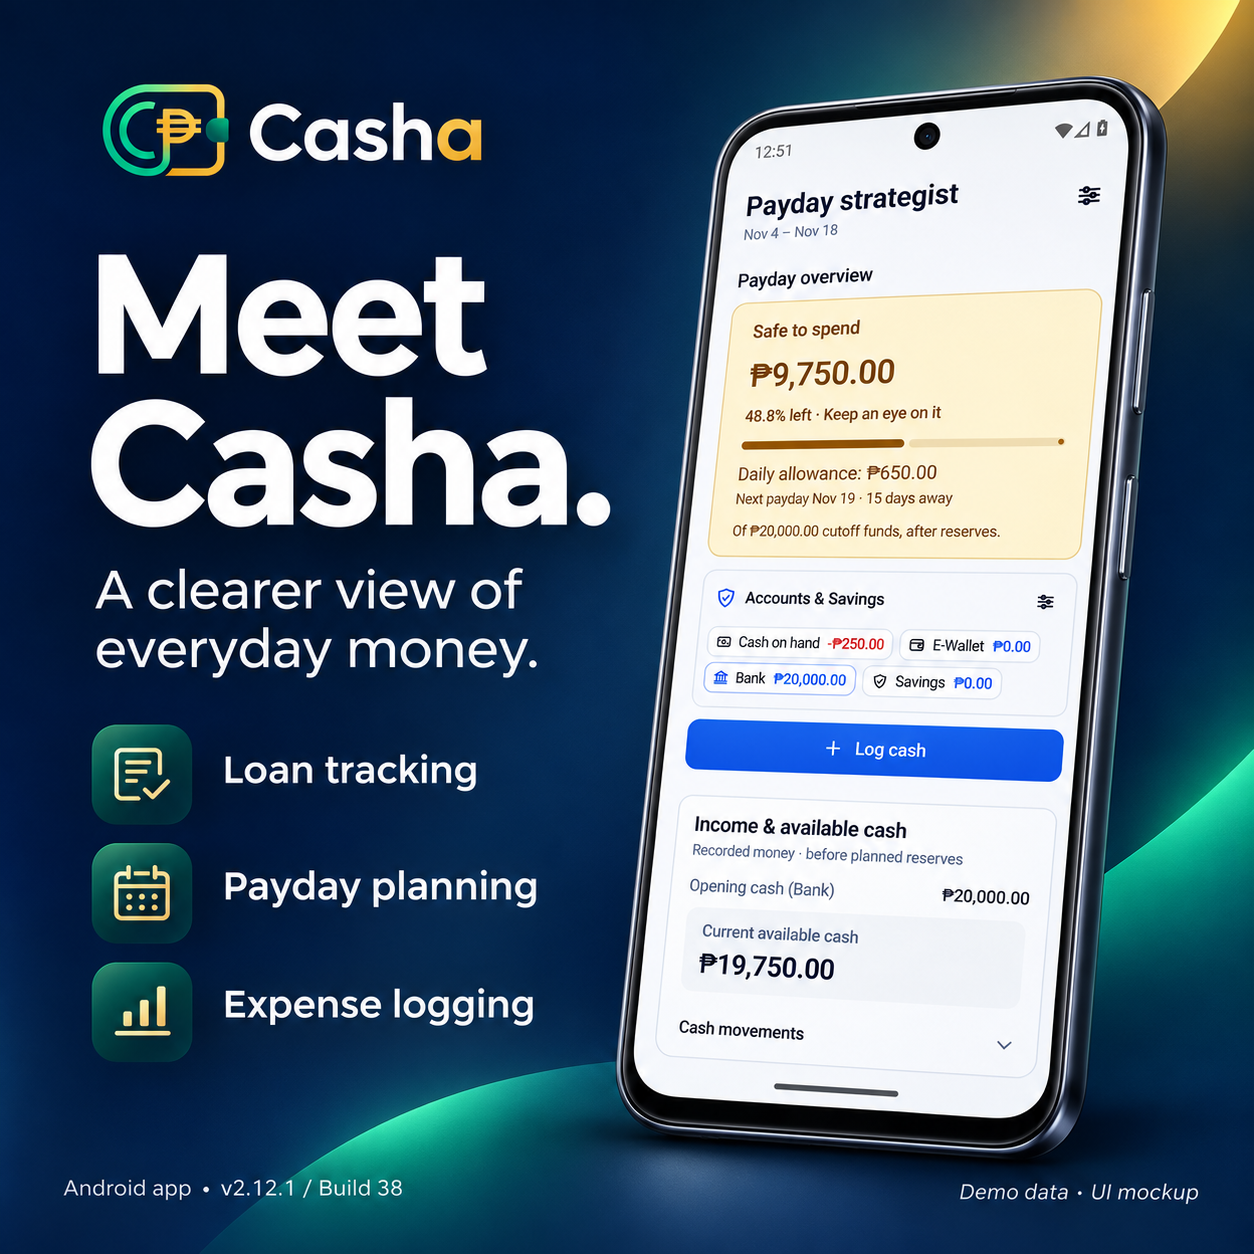 Casha
Meet
Casha.
A clearer view of
everyday money.
Loan tracking
Payday planning
Expense logging
Android app • v2.12.1 / Build 38
12:51
Payday strategist
Nov 4 – Nov 18
Payday overview
Safe to spend
₱9,750.00
48.8% left · Keep an eye on it
Daily allowance: ₱650.00
Next payday Nov 19 · 15 days away
Of ₱20,000.00 cutoff funds, after reserves.
Accounts & Savings
Cash on hand -₱250.00 E-Wallet ₱0.00
Bank ₱20,000.00 Savings ₱0.00
+ Log cash
Income & available cash
Recorded money · before planned reserves
Opening cash (Bank) ₱20,000.00
Current available cash
₱19,750.00
Cash movements
Demo data • UI mockup